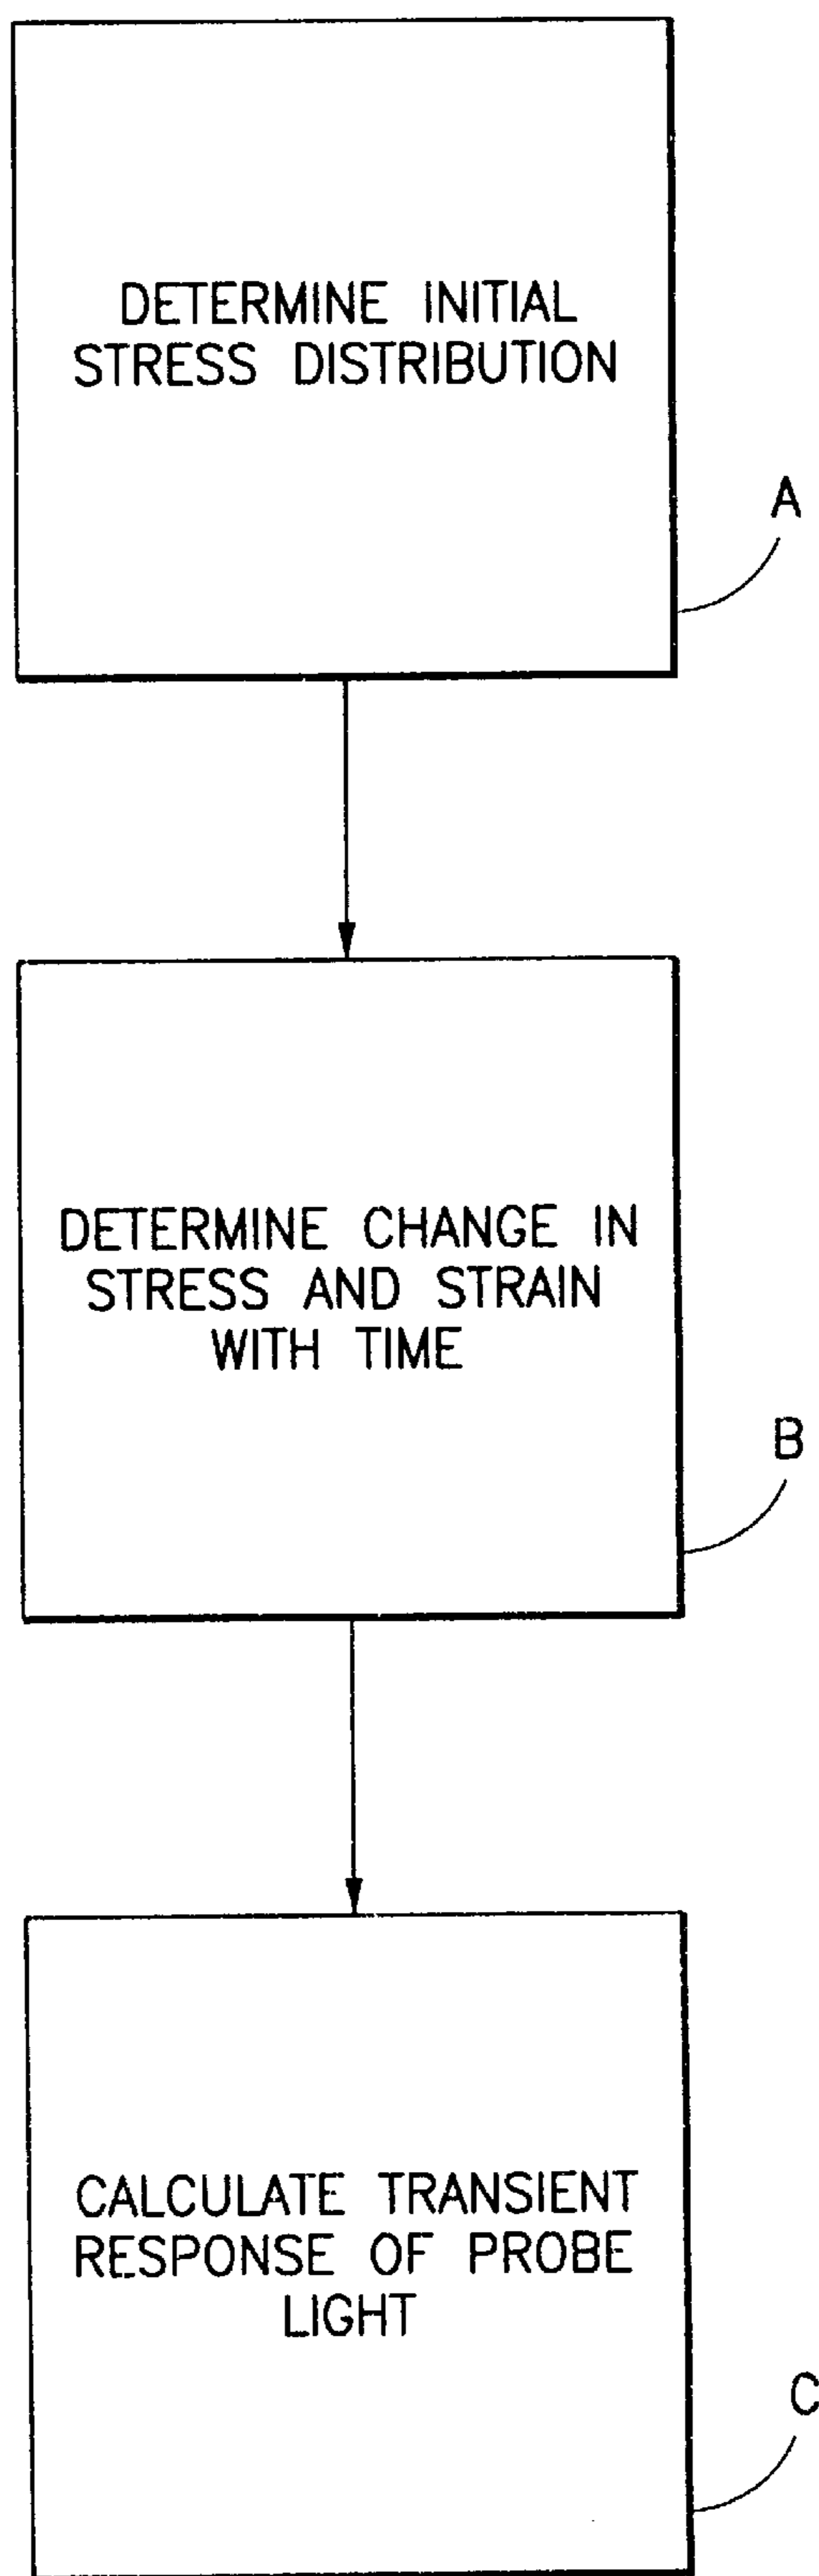 DETERMINE INITIAL
STRESS DISTRIBUTION
A
DETERMINE CHANGE IN
STRESS AND STRAIN
WITH TIME
B
CALCULATE TRANSIENT
RESPONSE OF PROBE
LIGHT
C